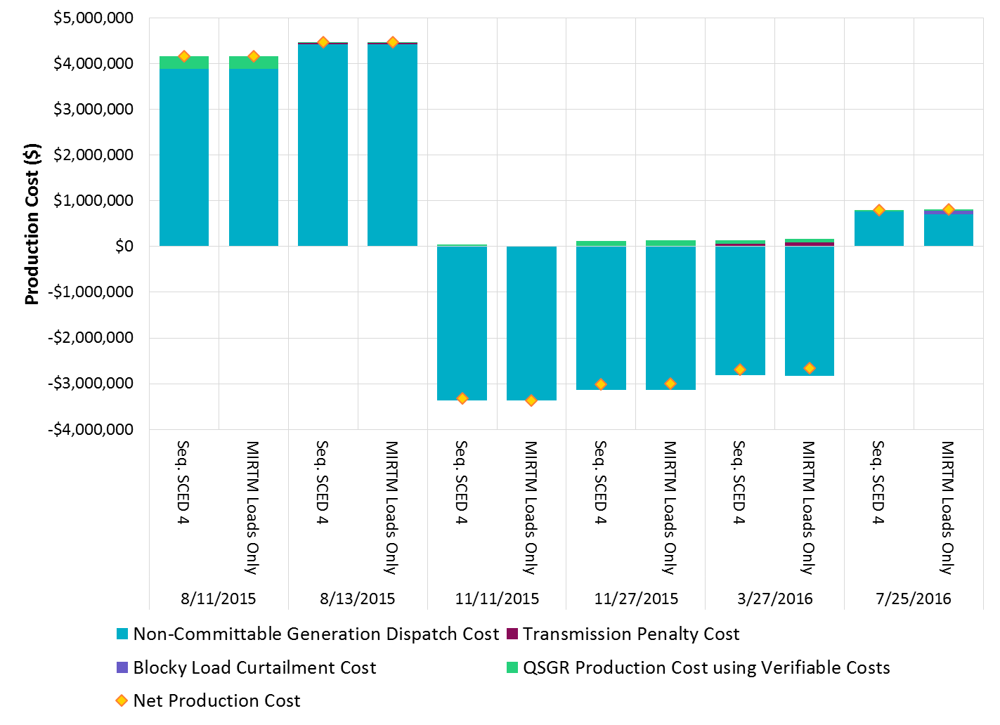 $5,000,000
$4,000,000
$3,000,000
$2,000,000
$1,000,000
$0
-$1,000,000
-$2,000,000
-$3,000,000
-$4,000,000
Production Cost ($)
Seq. SCED 4
MIRTM Loads Only
Seq. SCED 4
MIRTM Loads Only
Seq. SCED 4
MIRTM Loads Only
Seq. SCED 4
MIRTM Loads Only
Seq. SCED 4
MIRTM Loads Only
Seq. SCED 4
MIRTM Loads Only
8/11/2015
8/13/2015
11/11/2015
11/27/2015
3/27/2016
7/25/2016
Non-Committable Generation Dispatch Cost
Transmission Penalty Cost
Blocky Load Curtailment Cost
QSGR Production Cost using Verifiable Costs
Net Production Cost